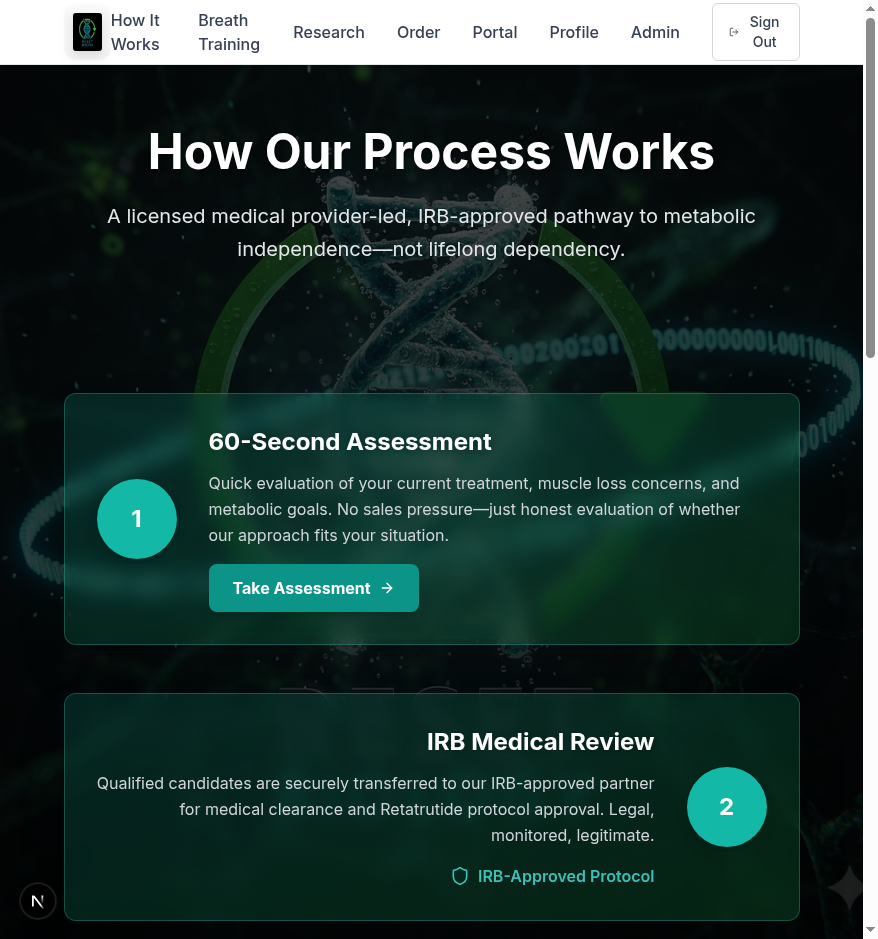 How It
Works
Breath
Training
Research
Order
Portal
Profile
Admin
Sign
Out
How Our Process Works
A licensed medical provider-led, IRB-approved pathway to metabolic
independence—not lifelong dependency.
1
60-Second Assessment
Quick evaluation of your current treatment, muscle loss concerns, and
metabolic goals. No sales pressure—just honest evaluation of whether
our approach fits your situation.
Take Assessment
IRB Medical Review
Qualified candidates are securely transferred to our IRB-approved partner
for medical clearance and Retatrutide protocol approval. Legal,
monitored, legitimate.
2
IRB-Approved Protocol
N